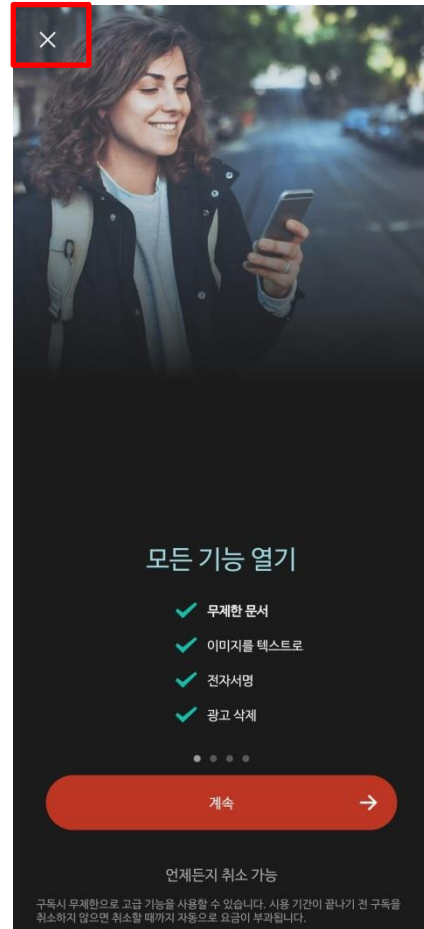 모든 기능 열기
무제한 문서
이미지를 텍스트로
전자서명
광고 삭제
계속
언제든지 취소 가능
구독시 무제한으로 고급 기능을 사용할 수 있습니다. 시용 기간이 끝나기 전 구독을
취소하지 않으면 취소할 때까지 자동으로 요금이 부과됩니다.